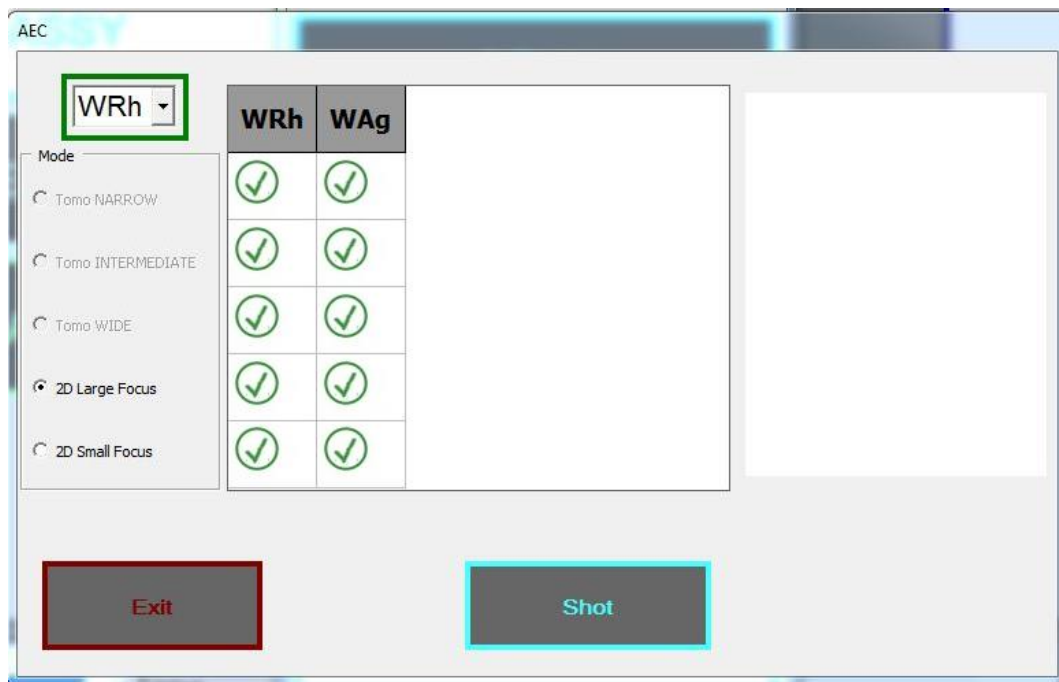 AEC
WRh
WRh WAg
Mode
Tomo NARROW
Tomo INTERMEDIATE
Tomo WIDE
2D Large Focus
2D Small Focus
Exit
Shot